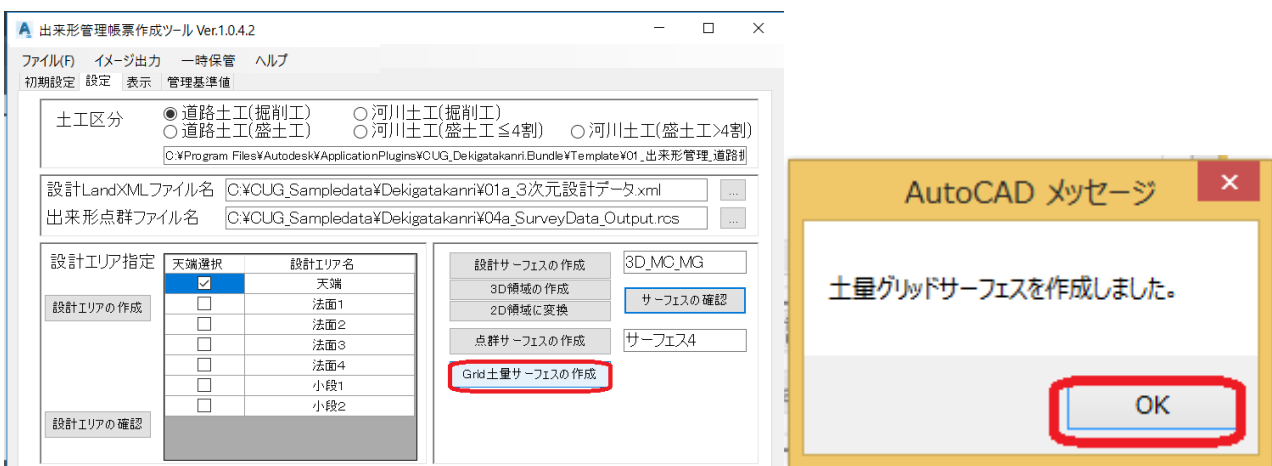 出来形管理帳票作成ツール Ver.1.0.4.2
ファイル(F) イメージ出力 一時保管 ヘルプ
初期設定 設定 表示 管理基準値
土工区分
道路土工(掘削工) 河川土工(掘削工)
道路土工(盛土工) 河川土工(盛土工≦4割) 河川土工(盛土工>4割)
C:¥Program Files¥Autodesk¥ApplicationPlugins¥CUG_Dekigatakanri.Bundle¥Template¥01_出来形管理_道路
設計LandXMLファイル名 C:¥CUG_Sampledata¥Dekigatakanri¥01a_3次元設計データ.xml ...
出来形点群ファイル名 C:¥CUG_Sampledata¥Dekigatakanri¥04a_SurveyData_Output.rcs ...
設計エリア指定
天端選択 設計エリア名
天端
法面1
法面2
法面3
法面4
小段1
小段2
設計エリアの作成
設計エリアの確認
設計サーフェスの作成 3D_MC_MG
3D領域の作成
2D領域に変換
サーフェスの確認
点群サーフェスの作成 サーフェス4
Grid土量サーフェスの作成
AutoCAD メッセージ
土量グリッドサーフェスを作成しました。
OK